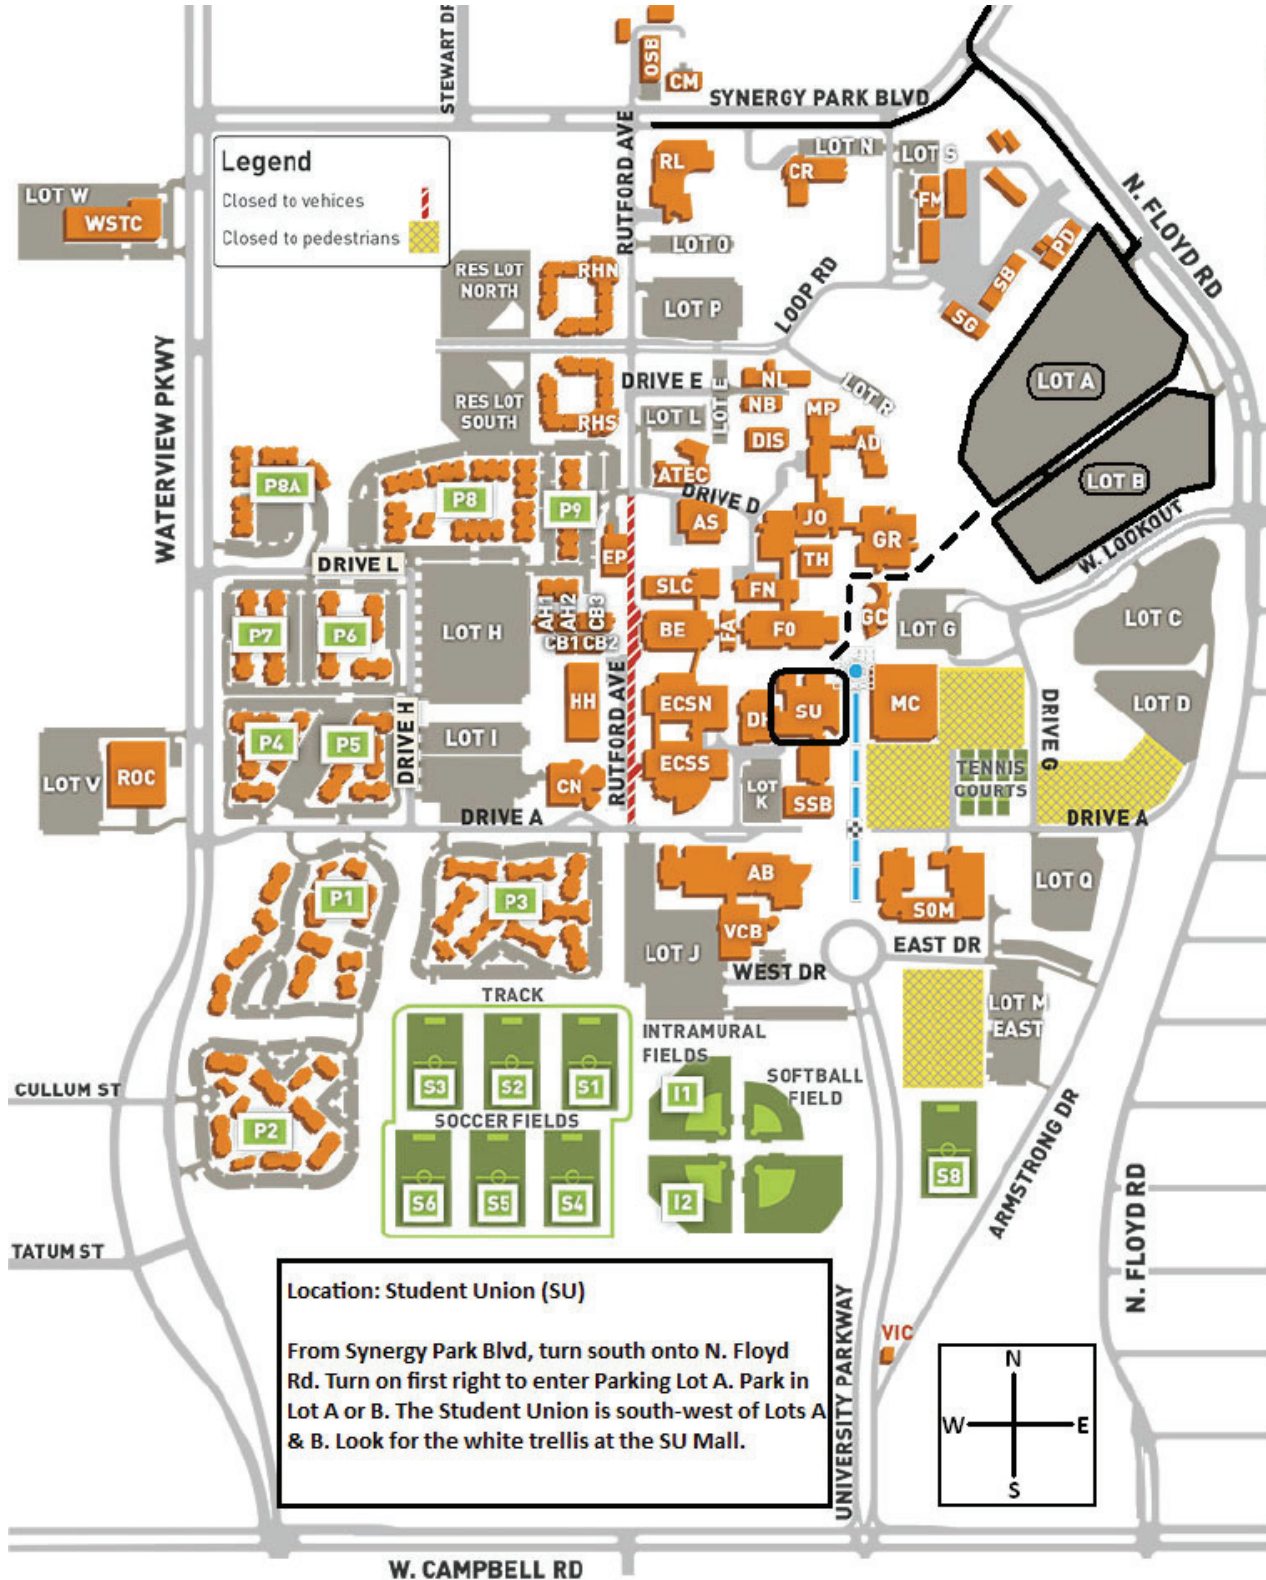 STEWART DR
OSB
CM
SYNERGY PARK BLVD
RUTFORD AVE
Legend
Closed to vehices
Closed to pedestrians
LOT W
WSTC
RL
LOT N
CR
LOT S
FM
N. FLOYD RD
LOT O
PD
SB
SG
RES LOT
NORTH
RHN
LOT P
LOOP RD
WATERVIEW PKWY
DRIVE E
LOT E
NL
NB
LOT R
LOT A
RES LOT
SOUTH
RHS
LOT L
DIS
MP
AD
ATEC
LOT B
P8A
P8
P9
DRIVE D
AS
JO
GR
W. LOOKOUT
DRIVE L
EP
TH
SLC
FN
AH1
AH2
CB3
CB1
CB2
P7
P6
LOT H
BE
FA
FO
GC
LOT G
LOT C
HH
RUTFORD AVE
ECSN
DH
SU
MC
DRIVE G
LOT D
DRIVE H
P4
P5
LOT I
LOT V
ROC
CN
ECSS
LOT
K
SSB
TENNIS
COURTS
DRIVE A
DRIVE A
P1
P3
AB
SOM
LOT Q
VCB
LOT J
WEST DR
EAST DR
TRACK
INTRAMURAL
FIELDS
LOT M
EAST
S3
S2
S1
I1
SOFTBALL
FIELD
CULLUM ST
SOCCER FIELDS
P2
S6
S5
S4
I2
S8
ARMSTRONG DR
N. FLOYD RD
TATUM ST
Location: Student Union (SU)
From Synergy Park Blvd, turn south onto N. Floyd
Rd. Turn on first right to enter Parking Lot A. Park in
Lot A or B. The Student Union is south-west of Lots A
& B. Look for the white trellis at the SU Mall.
UNIVERSITY PARKWAY
VIC
N
W
E
S
W. CAMPBELL RD